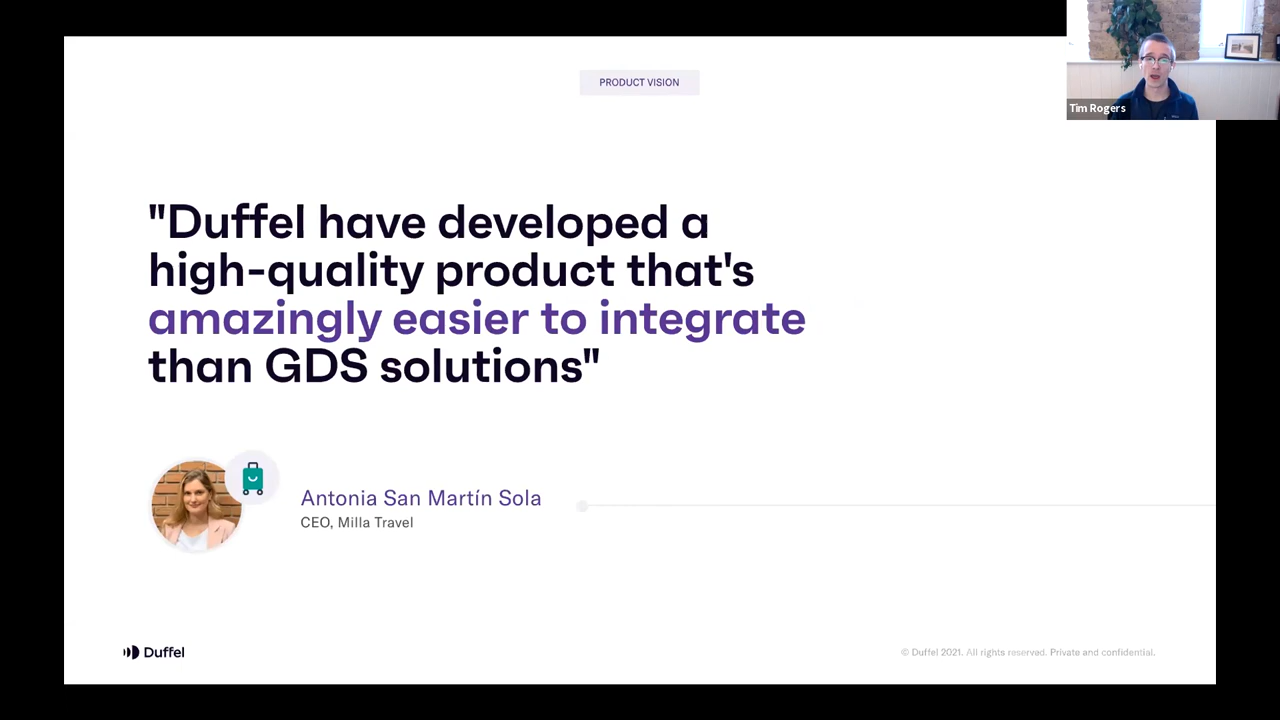 PRODUCT VISION
Tim Rogers
"Duffel have developed a
high-quality product that's
amazingly easier to integrate
than GDS solutions"
Antonia San Martín Sola
CEO, Milla Travel
Duffel
© Duffel 2021. All rights reserved. Private and confidential.